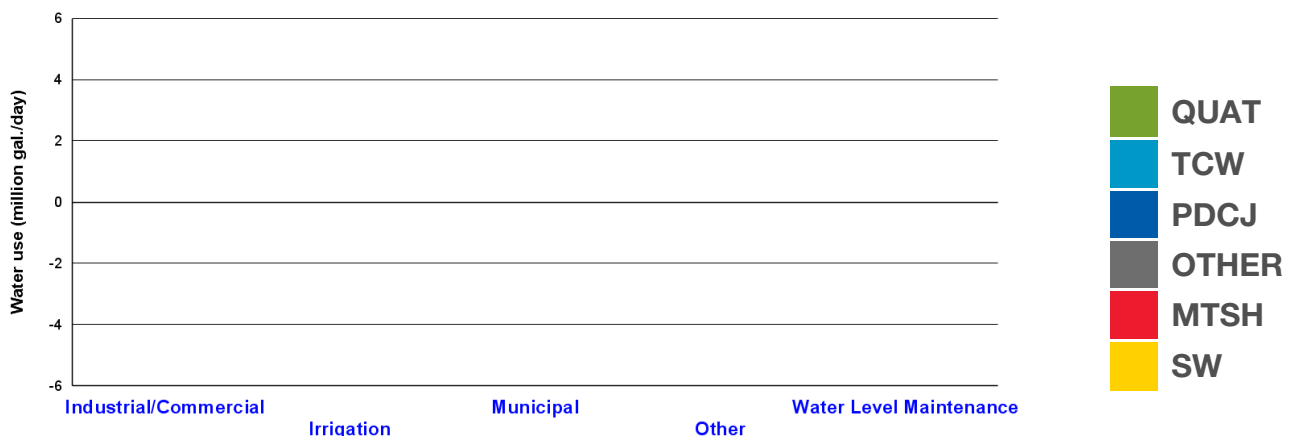 Water use (million gal./day)
6
4
2
0
-2
-4
-6
Industrial/Commercial
Irrigation
Municipal
Other
Water Level Maintenance
QUAT
TCW
PDCJ
OTHER
MTSH
SW